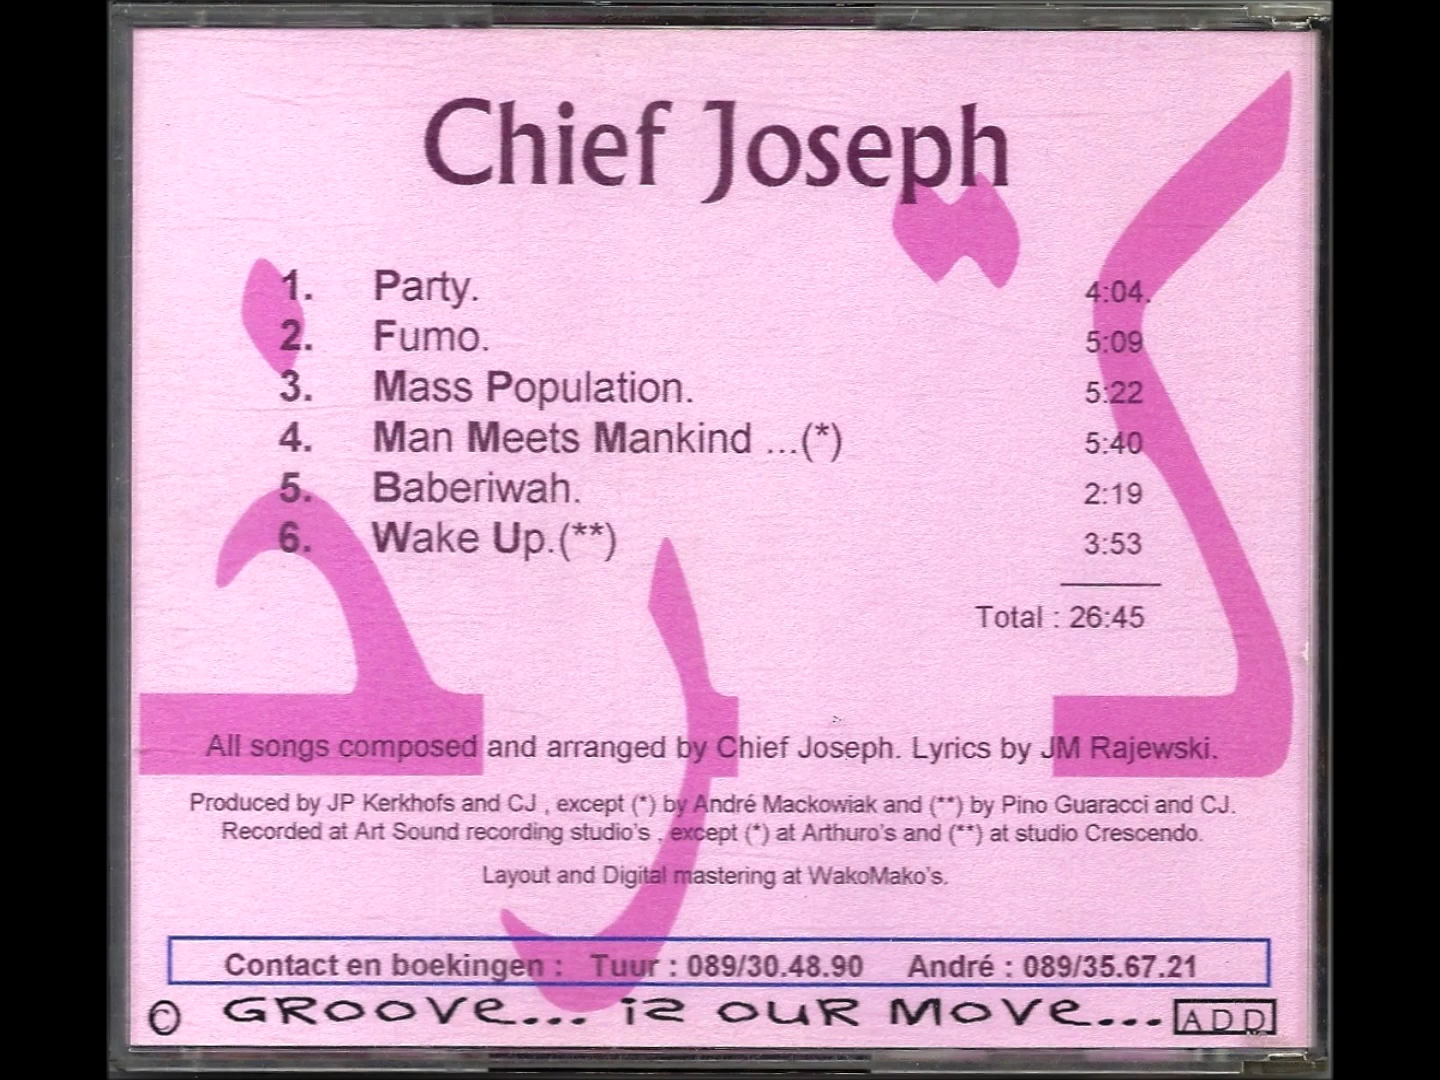 Chief Joseph
1. Party. 4:04.
2. Fumo. 5:09
3. Mass Population. 5:22
4. Man Meets Mankind ...(*) 5:40
5. Baberiwah. 2:19
6. Wake Up.(**) 3:53
Total : 26:45
All songs composed and arranged by Chief Joseph. Lyrics by JM Rajewski.
Produced by JP Kerkhofs and CJ , except (*) by André Mackowiak and (**) by Pino Guaracci and CJ.
Recorded at Art Sound recording studio's , except (*) at Arthuro's and (**) at studio Crescendo.
Layout and Digital mastering at WakoMako's.
Contact en boekingen : Tuur : 089/30.48.90 André : 089/35.67.21
© GROOVe... is OUR MOVe... ADD